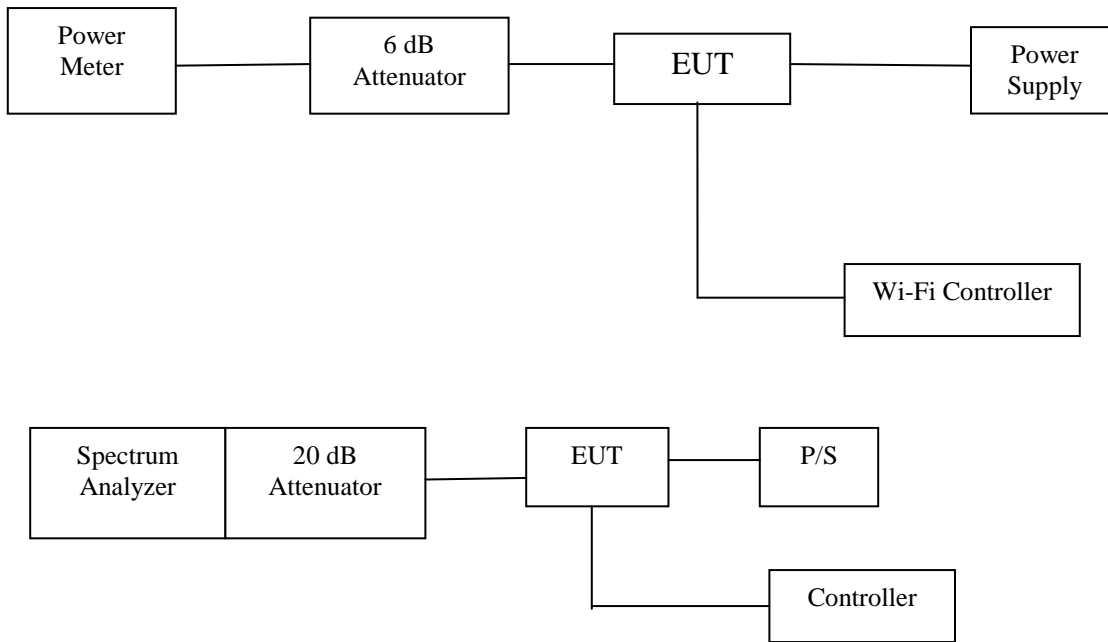 Power
Meter
6 dB
Attenuator
EUT
Power
Supply
Wi-Fi Controller
Spectrum
Analyzer
20 dB
Attenuator
EUT
P/S
Controller